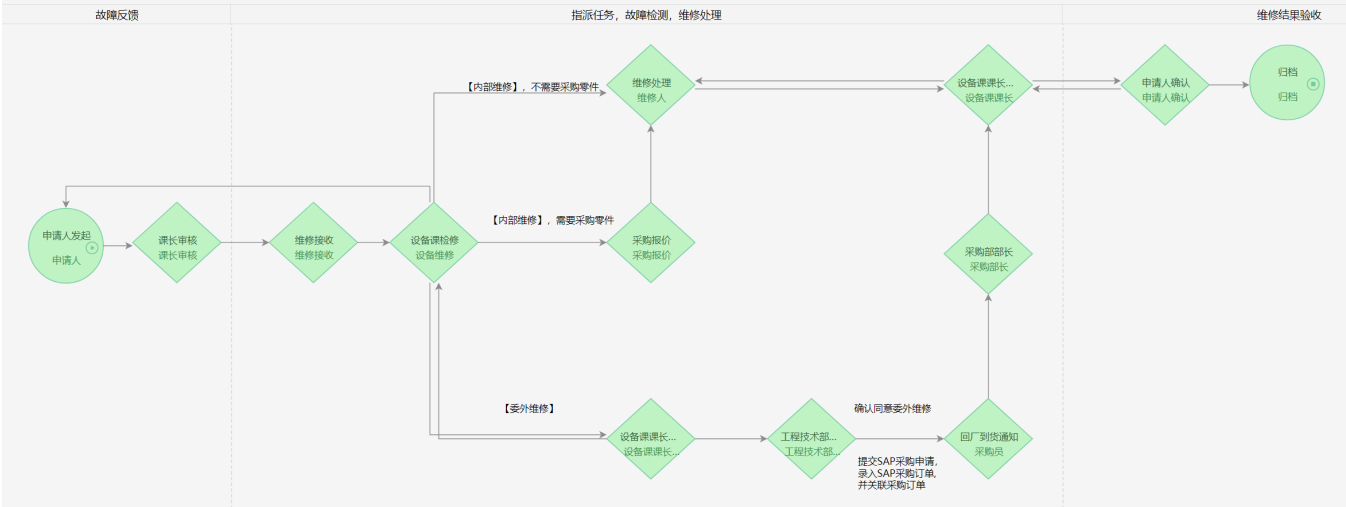 故障反馈
指派任务，故障检测，维修处理
维修结果验收
【内部维修】，不需要采购零件
维修处理
维修人
设备课课长...
设备课课长
申请人确认
申请人确认
归档
归档
申请人发起
申请人
课长审核
课长审核
维修接收
维修接收
设备课检修
设备维修
【内部维修】，需要采购零件
采购报价
采购报价
采购部部长
采购部长
【委外维修】
设备课课长...
设备课课长...
工程技术部...
工程技术部...
确认同意委外维修
提交SAP采购申请，
录入SAP采购订单，
并关联采购订单
回厂到货通知
采购员